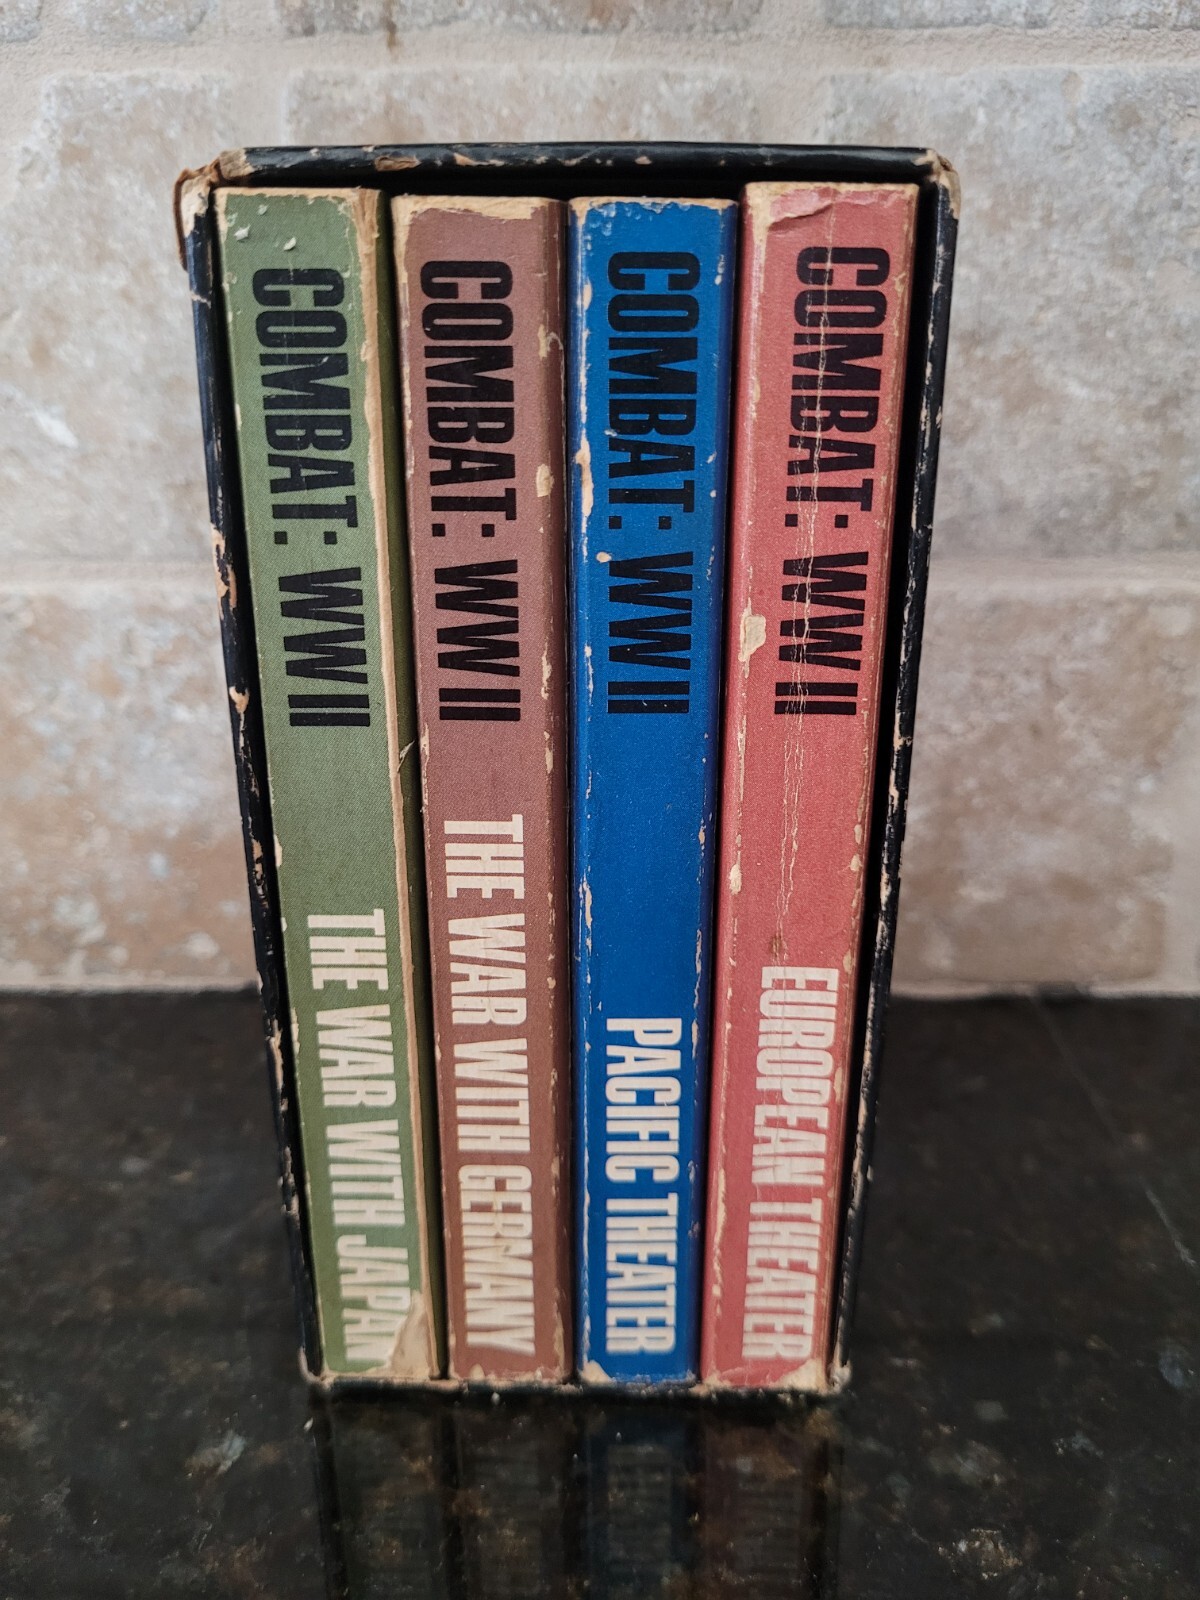 COMBAT: WW II THE WAR WITH JAPAN
COMBAT: WW II THE WAR WITH GERMANY
COMBAT: WW II PACIFIC THEATER
COMBAT: WW II EUROPEAN THEATER